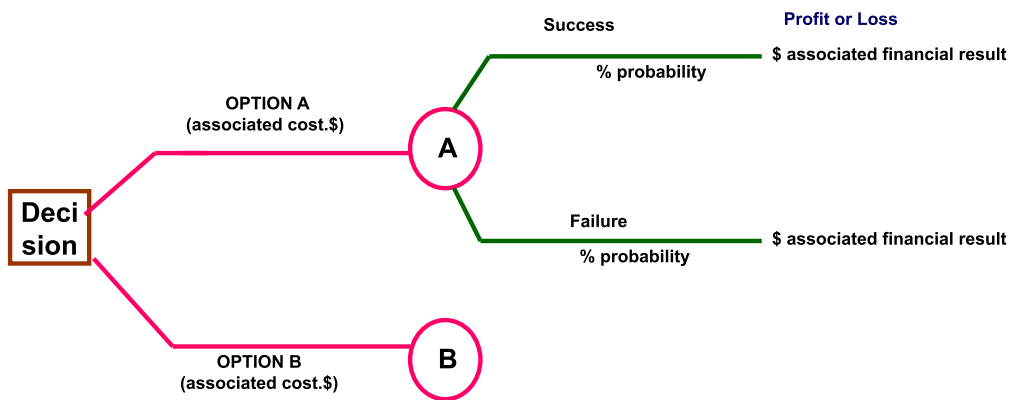 Success
Profit or Loss
$ associated financial result
% probability
OPTION A
(associated cost.$)
A
Deci
sion
Failure
$ associated financial result
% probability
B
OPTION B
(associated cost.$)